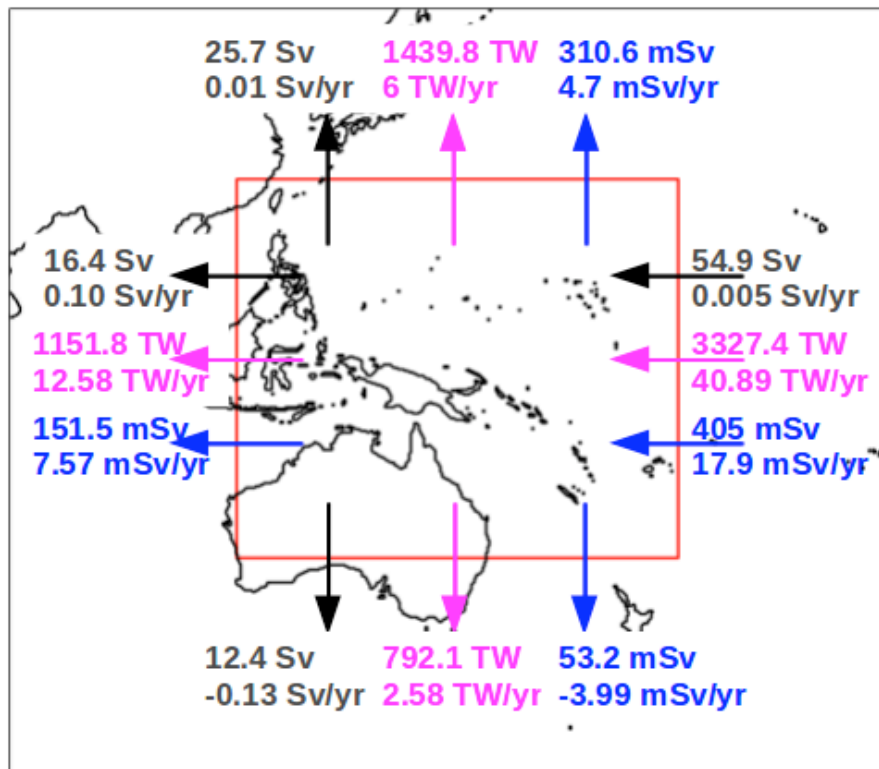 25.7 Sv
0.01 Sv/yr
1439.8 TW
6 TW/yr
310.6 mSv
4.7 mSv/yr
16.4 Sv
0.10 Sv/yr
54.9 Sv
0.005 Sv/yr
1151.8 TW
12.58 TW/yr
3327.4 TW
40.89 TW/yr
151.5 mSv
7.57 mSv/yr
405 mSv
17.9 mSv/yr
12.4 Sv
-0.13 Sv/yr
792.1 TW
2.58 TW/yr
53.2 mSv
-3.99 mSv/yr